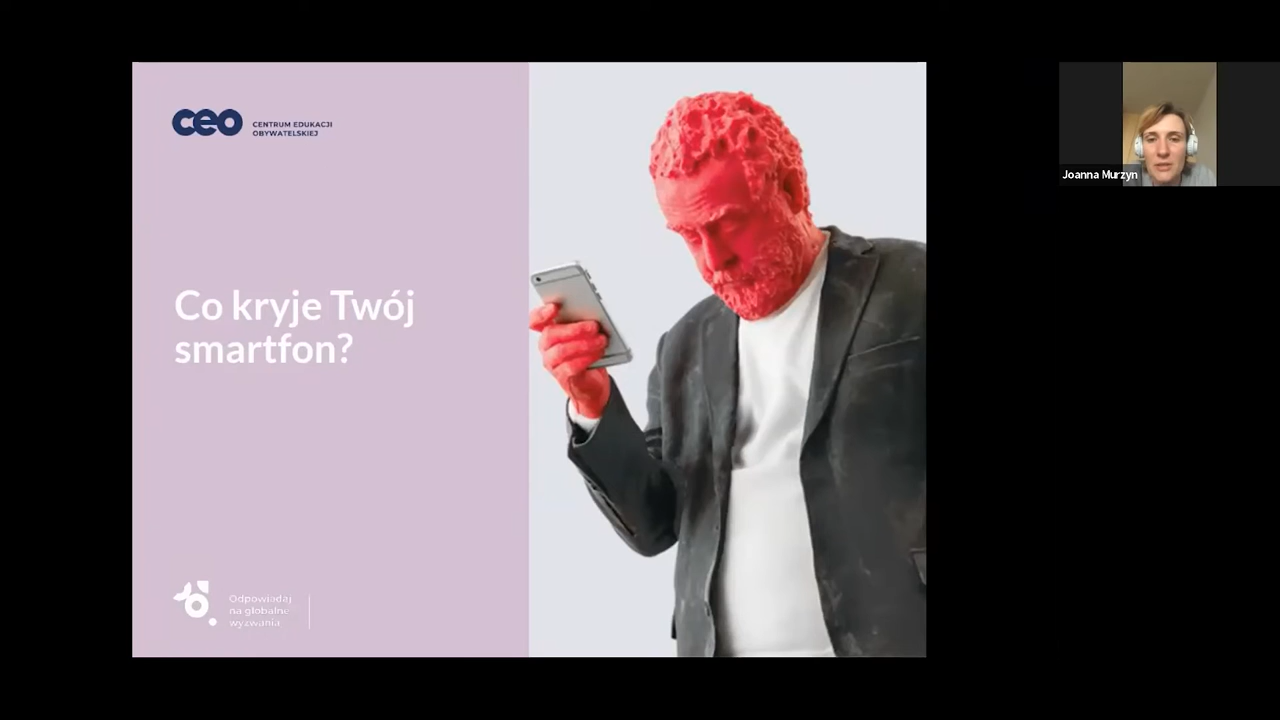 ceo
CENTRUM EDUKACJI
OBYWATELSKIEJ
Co kryje Twój
smartfon?
Odpowiadaj
na globalne
wyzwania
Joanna Murzyn